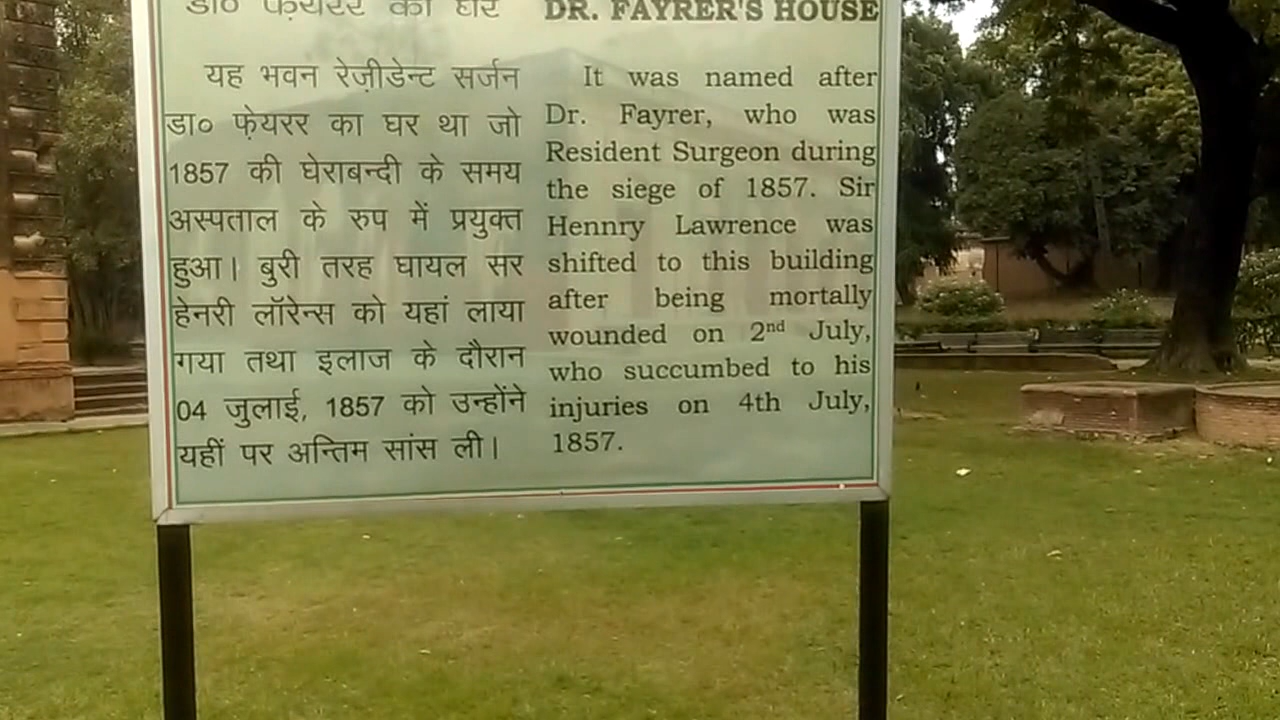 डा० फ़ेयरर का घर
यह भवन रेज़ीडेन्ट सर्जन
डा० फ़ेयरर का घर था जो
1857 की घेराबन्दी के समय
अस्पताल के रुप में प्रयुक्त
हुआ। बुरी तरह घायल सर
हेनरी लॉरेन्स को यहां लाया
गया तथा इलाज के दौरान
04 जुलाई, 1857 को उन्होंने
यहीं पर अन्तिम सांस ली।
DR. FAYRER'S HOUSE
It was named after
Dr. Fayrer, who was
Resident Surgeon during
the siege of 1857. Sir
Hennry Lawrence was
shifted to this building
after being mortally
wounded on 2nd July,
who succumbed to his
injuries on 4th July,
1857.